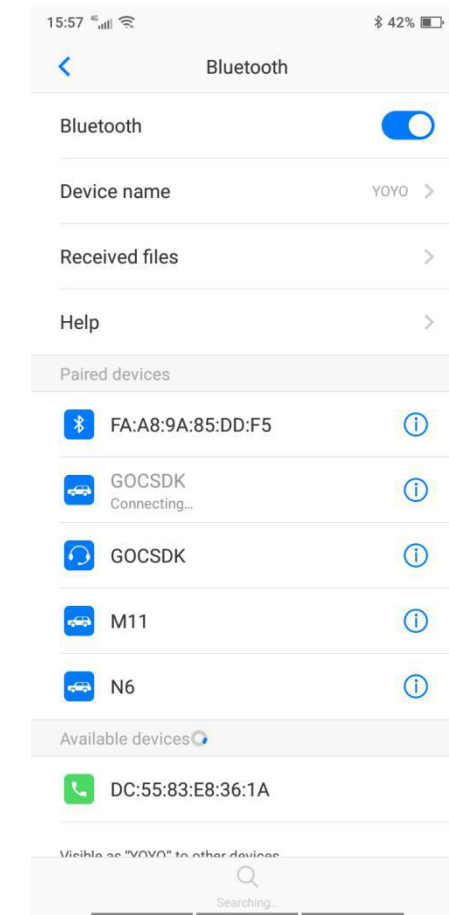 15:57 4G 42%
Bluetooth
Bluetooth
Device name YOYO
Received files
Help
Paired devices
FA:A8:9A:85:DD:F5
GOCSDK
Connecting...
GOCSDK
M11
N6
Available devices
DC:55:83:E8:36:1A
Visible as "YOYO" to other devices
Searching...